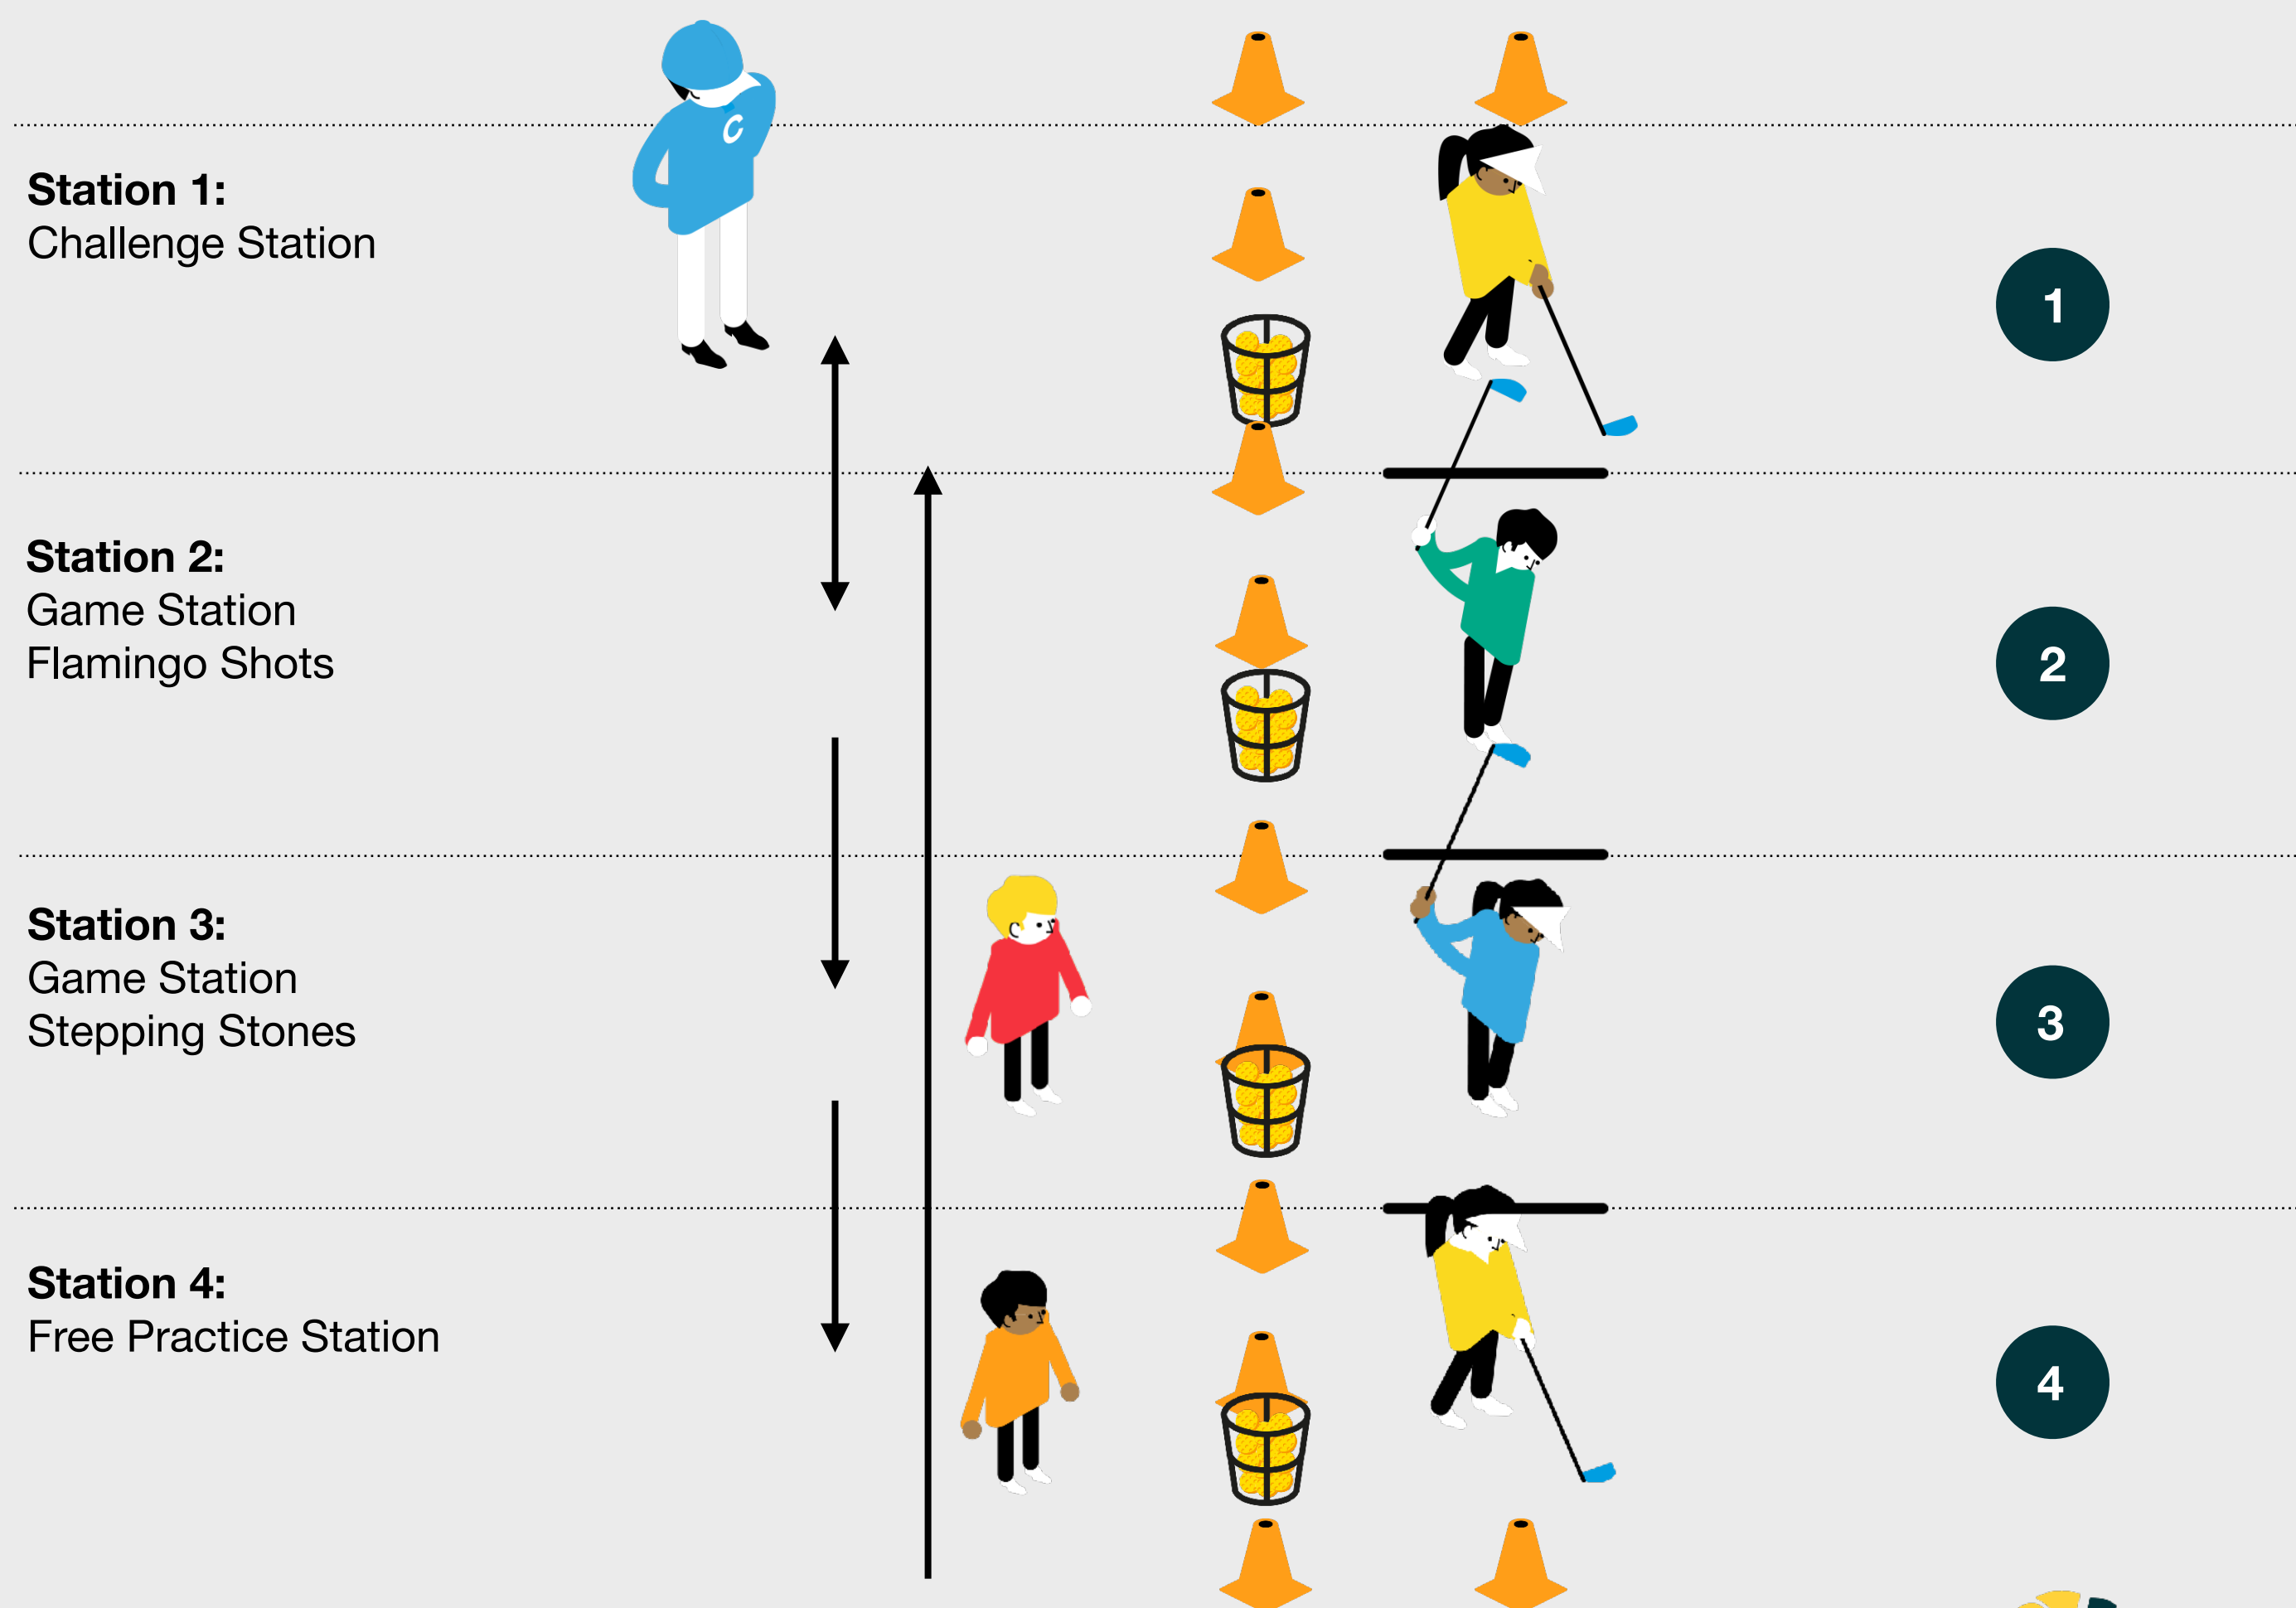 C
Station 1:
Challenge Station
1
Station 2:
Game Station
Flamingo Shots
2
Station 3:
Game Station
Stepping Stones
3
Station 4:
Free Practice Station
4